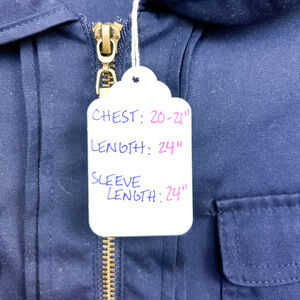 CHEST: 20-21"
LENGTH: 24"
SLEEVE
LENGTH: 24"